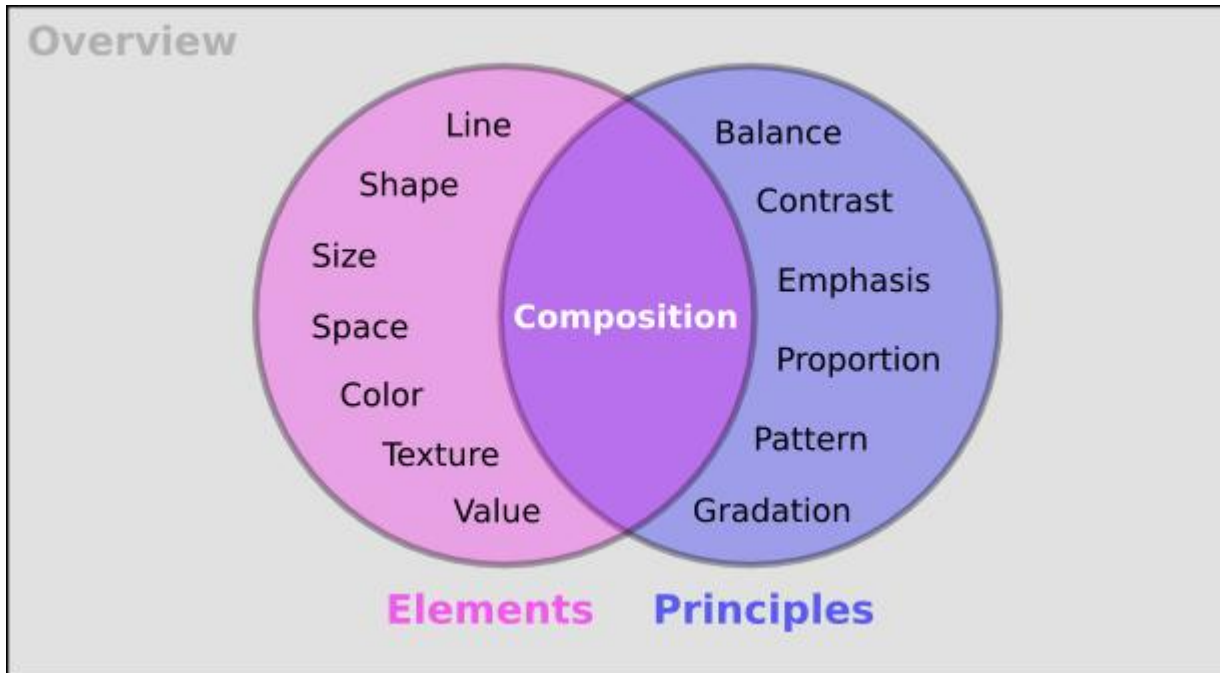 Overview
Line
Shape
Size
Space
Color
Texture
Value
Composition
Balance
Contrast
Emphasis
Proportion
Pattern
Gradation
Elements
Principles